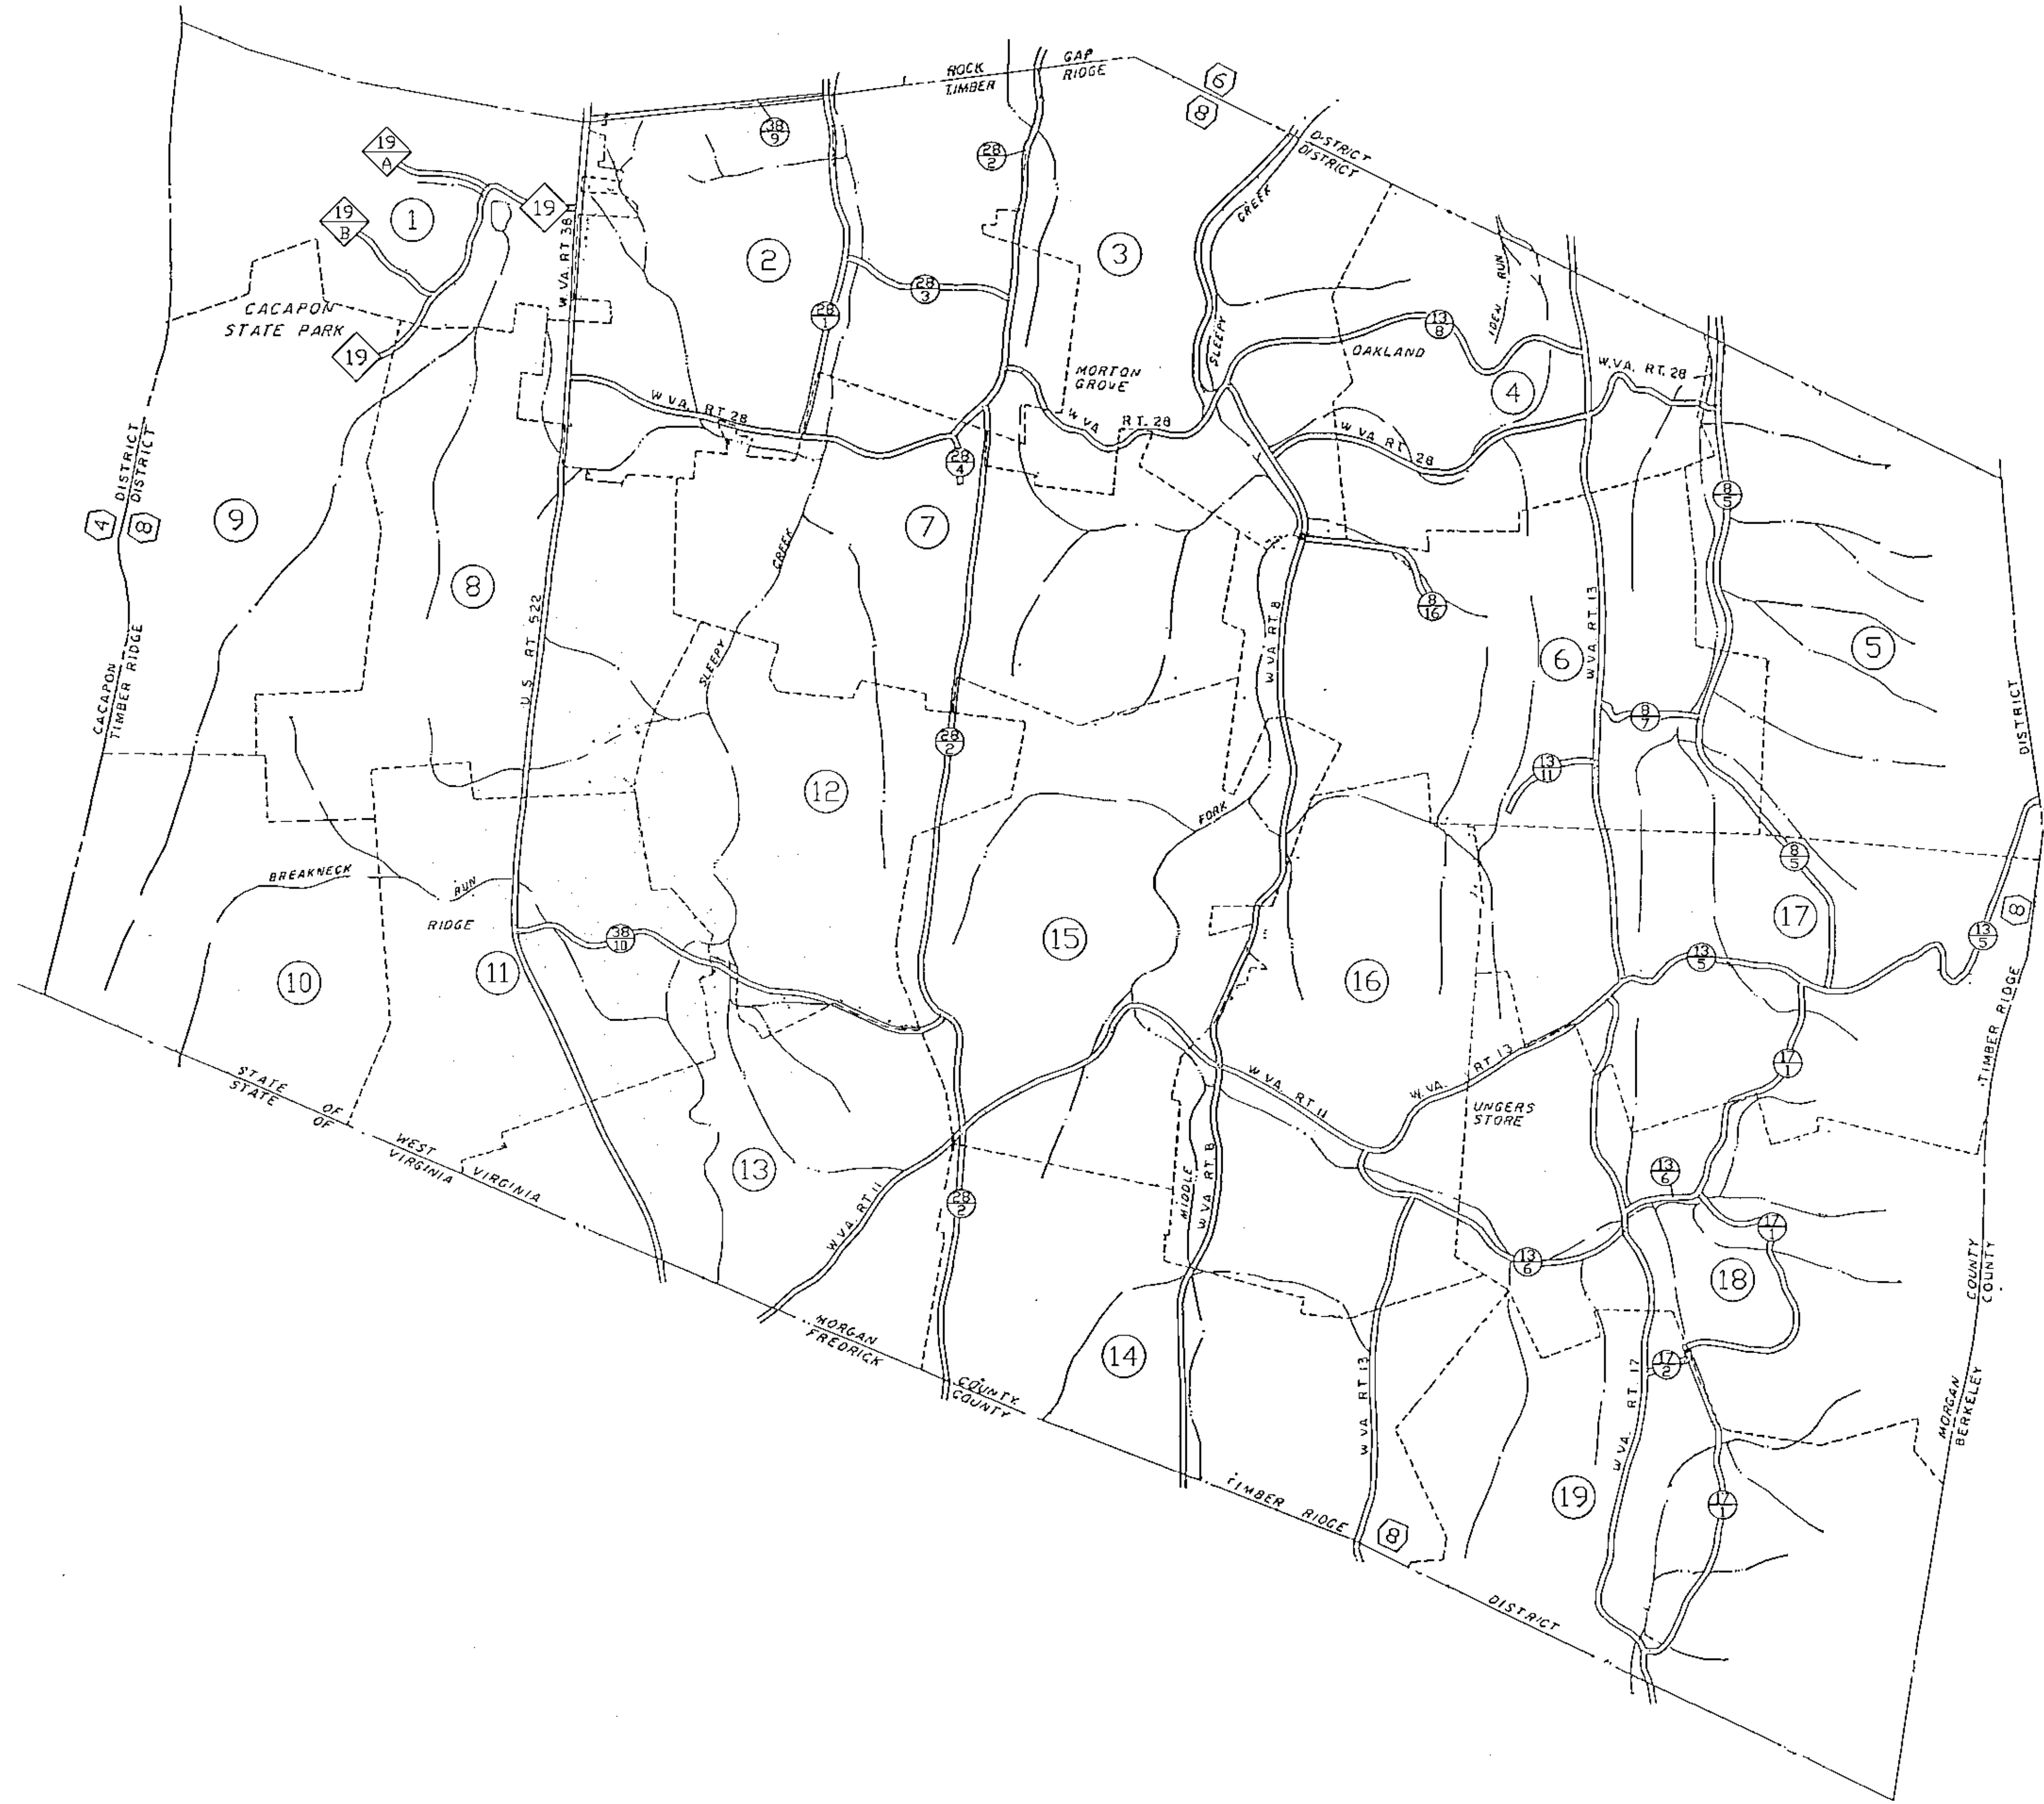 ROCK GAP
TIMBER RIDGE
6
8
38
9
28
2
DISTRICT
DISTRICT
19
A
19
19
B
1
2
3
CREEK
W.VA. RT 38
IDEN RUN
CACAPON
STATE PARK
28
3
28
1
13
8
SLEEPY
OAKLAND
19
MORTON
GROVE
4
W.VA. RT. 28
W VA. RT 28
W VA RT. 28
W VA RT 28
28
4
8
5
DISTRICT
DISTRICT
4
8
9
7
CREEK
8
U.S. RT 522
W VA RT 8
8
16
W.VA RT 13
6
5
SLEEPY
CACAPON
TIMBER RIDGE
8
7
DISTRICT
28
2
13
11
12
FORK
8
5
BREAKNECK RUN
RIDGE
38
10
15
17
8
13
5
13
5
10
11
16
TIMBER RIDGE
STATE OF WEST VIRGINIA
STATE OF VIRGINIA
W VA. RT 11
W.VA. RT 13
17
1
UNGERS
STORE
13
MIDDLE
W VA RT. 8
13
6
28
2
W VA. RT 11
17
1
13
6
18
COUNTY
COUNTY
MORGAN COUNTY
FREDRICK COUNTY
14
W VA RT 13
W VA. RT. 17
17
2
MORGAN
BERKELEY
TIMBER RIDGE DISTRICT
8
19
17
1